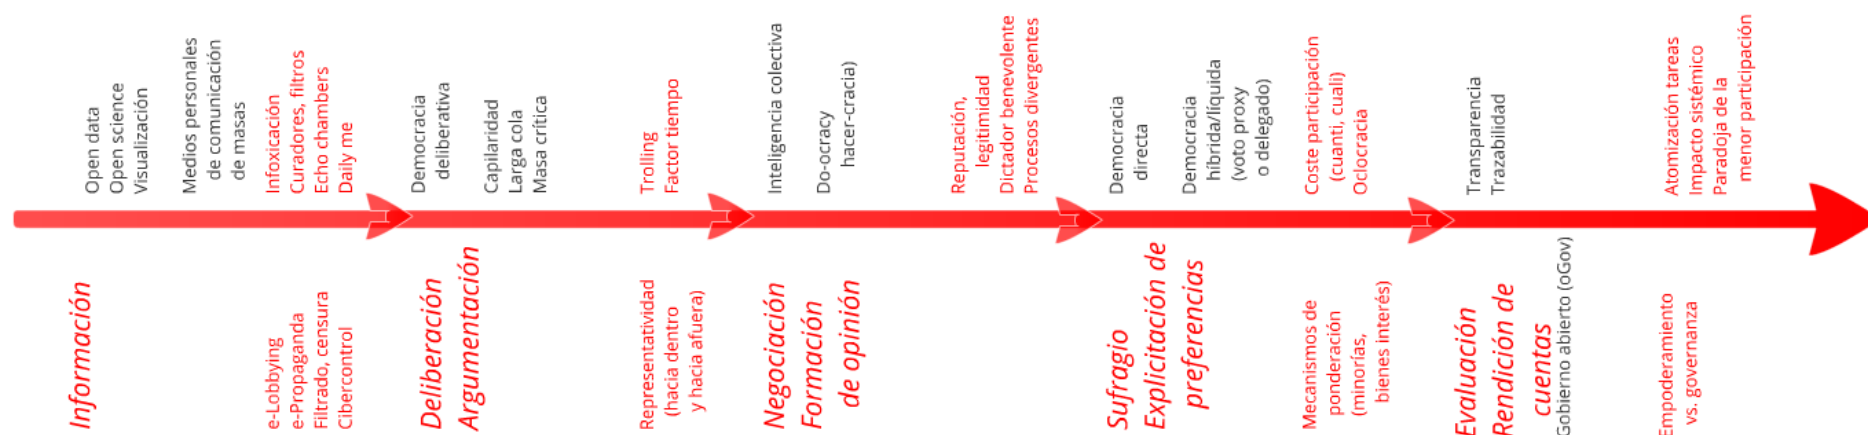 Open data
Open science
Visualización
Medios personales
de comunicación
de masas
Infoxicación
Curadores, filtros
Echo chambers
Daily me
Democracia
deliberativa
Capilaridad
Larga cola
Masa crítica
Trolling
Factor tiempo
Inteligencia colectiva
Do-ocracy
hacer-cracia)
Reputación,
legitimidad
Dictador benevolente
Procesos divergentes
Democracia
directa
Democracia
híbrida/líquida
(voto proxy
o delegado)
Coste participación
(cuanti, cuali)
Oclocracia
Transparencia
Trazabilidad
Atomización tareas
Impacto sistémico
Paradoja de la
menor participación
Información
e-Lobbying
e-Propaganda
Filtrado, censura
Cibercontrol
Deliberación
Argumentación
Representatividad
(hacia dentro
y hacia afuera)
Negociación
Formación
de opinión
Sufragio
Explicitación de
preferencias
Mecanismos de
ponderación
(minorías,
bienes interés)
Evaluación
Rendición de
cuentas
Gobierno abierto (oGov)
Empoderamiento
vs. governanza